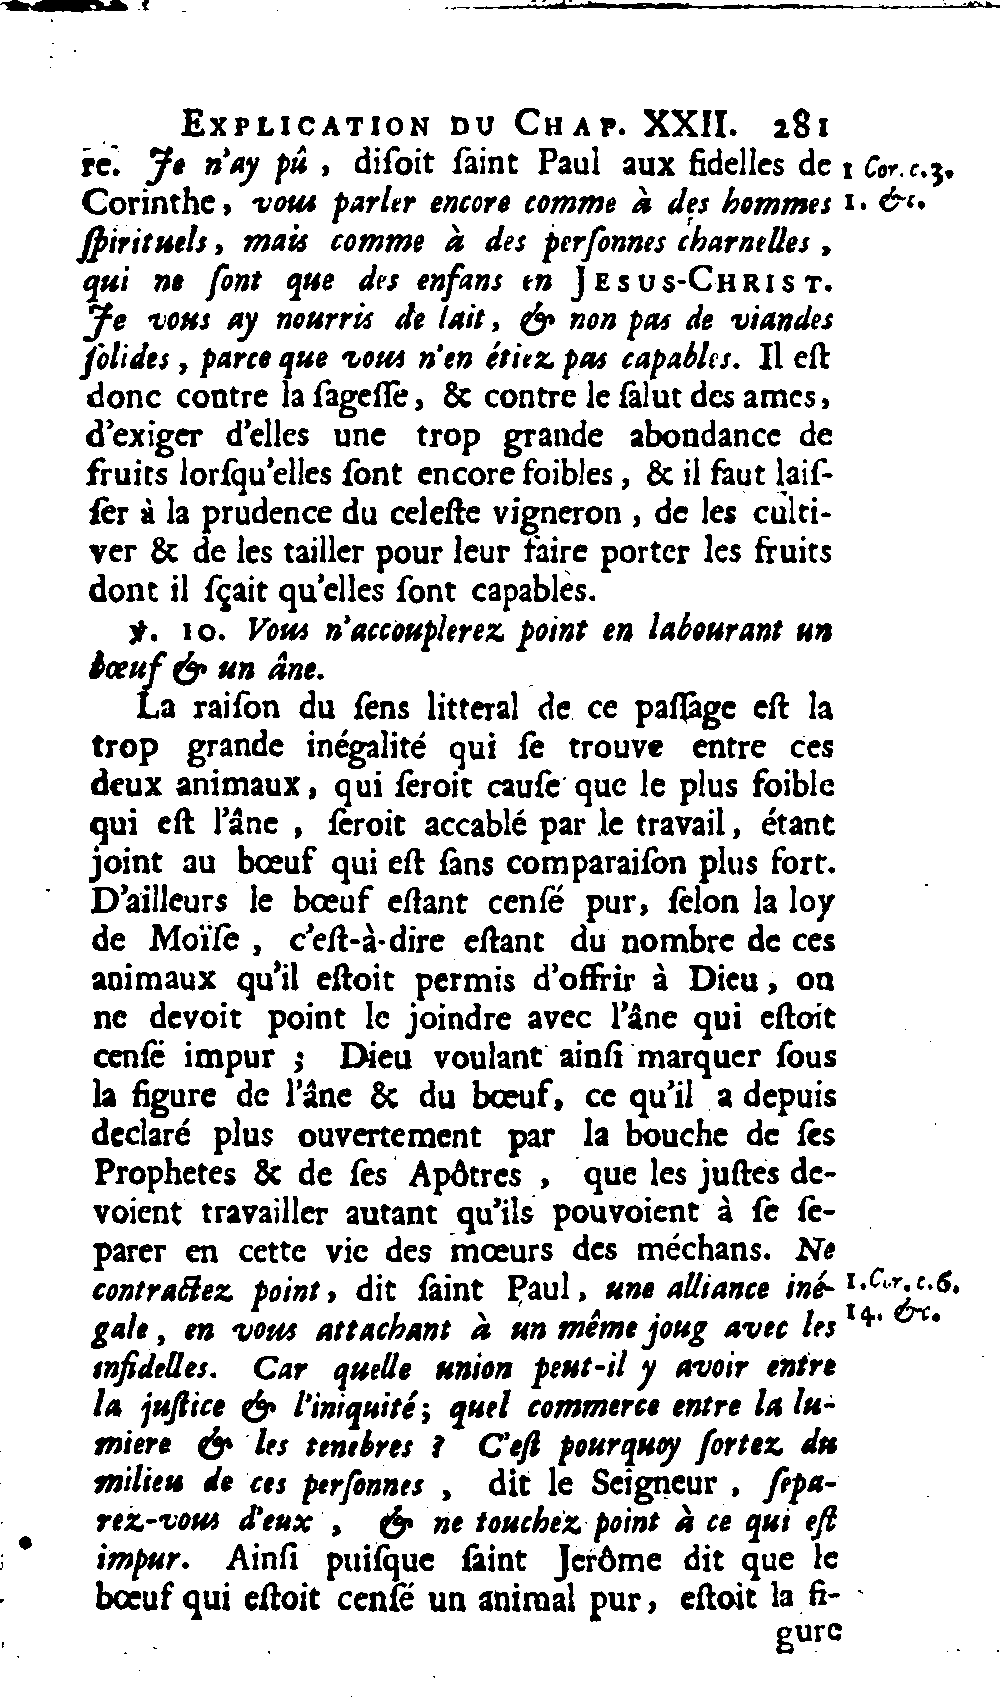 EXPLICATION DU CHAP. XXII. 281
re. Je n'ay pû, diſoit ſaint Paul aux fidelles de
1 Cor. c. 3.
Corinthe, vous parler encore comme à des hommes
1. &c.
ſpirituels, mais comme à des perſonnes charnelles,
qui ne ſont que des enfans en JESUS-CHRIST.
Je vous ay nourris de lait, & non pas de viandes
ſolides, parce que vous n'en étiez pas capables. Il eſt
donc contre la ſageſſe, & contre le ſalut des ames,
d'exiger d'elles une trop grande abondance de
fruits lorſqu'elles ſont encore foibles, & il faut laiſ-
ſer à la prudence du celeſte vigneron, de les culti-
ver & de les tailler pour leur faire porter les fruits
dont il ſçait qu'elles ſont capables.
℣. 10. Vous n'accouplerez point en labourant un
bœuf & un âne.
La raiſon du ſens litteral de ce paſſage eſt la
trop grande inégalité qui ſe trouve entre ces
deux animaux, qui ſeroit cauſe que le plus foible
qui eſt l'âne, ſeroit accablé par le travail, étant
joint au bœuf qui eſt ſans comparaiſon plus fort.
D'ailleurs le bœuf eſtant cenſé pur, ſelon la loy
de Moïſe, c'eſt-à-dire eſtant du nombre de ces
animaux qu'il eſtoit permis d'offrir à Dieu, on
ne devoit point le joindre avec l'âne qui eſtoit
cenſé impur; Dieu voulant ainſi marquer ſous
la figure de l'âne & du bœuf, ce qu'il a depuis
declaré plus ouvertement par la bouche de ſes
Prophetes & de ſes Apôtres, que les juſtes de-
voient travailler autant qu'ils pouvoient à ſe ſe-
parer en cette vie des mœurs des méchans. Ne
contractez point, dit ſaint Paul, une alliance iné-
1. Cor. c. 6.
gale, en vous attachant à un même joug avec les
14. &c.
infidelles. Car quelle union peut-il y avoir entre
la juſtice & l'iniquité; quel commerce entre la lu-
miere & les tenebres? C'eſt pourquoy ſortez du
milieu de ces perſonnes, dit le Seigneur, ſepa-
rez-vous d'eux, & ne touchez point à ce qui eſt
impur. Ainſi puiſque ſaint Jerôme dit que le
bœuf qui eſtoit cenſé un animal pur, eſtoit la fi-
gure